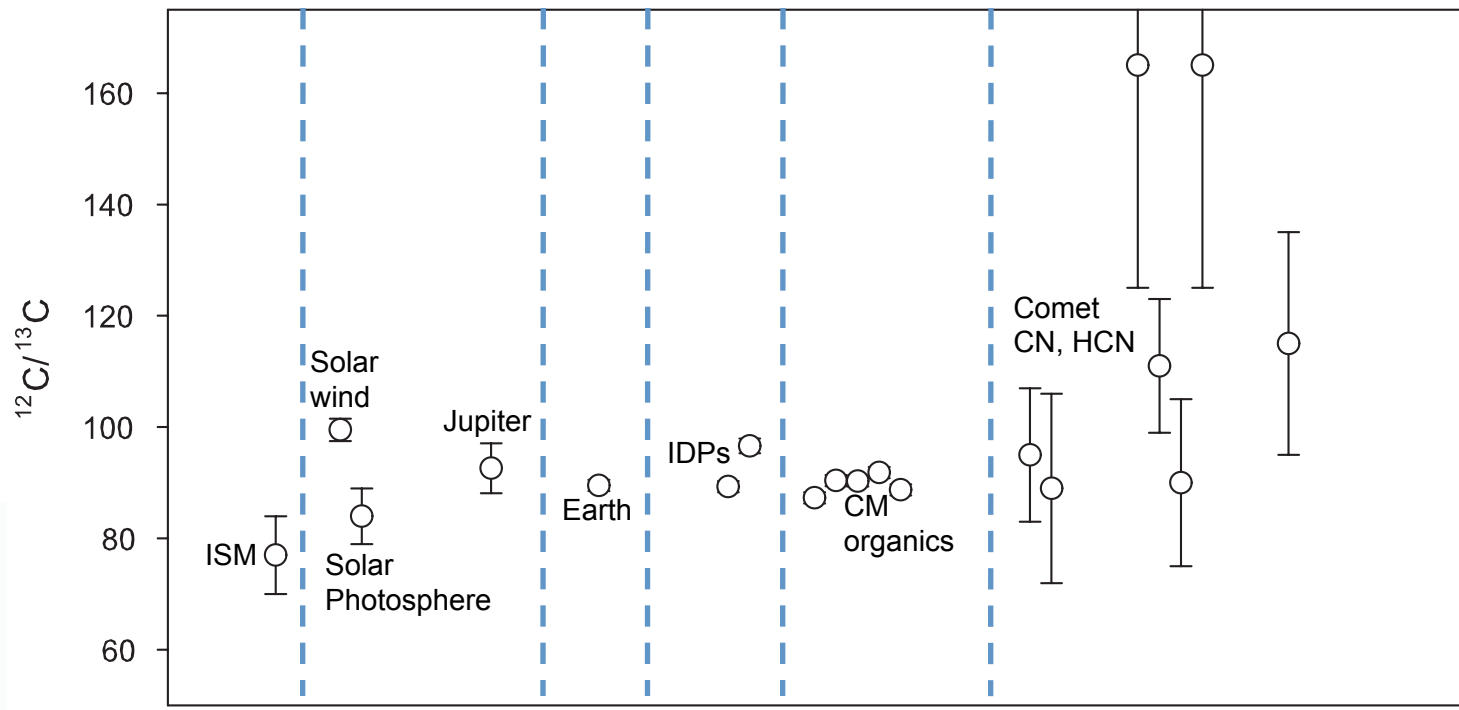 160
140
120
100
80
60
¹²C/¹³C
ISM
Solar
wind
Solar
Photosphere
Jupiter
Earth
IDPs
CM
organics
Comet
CN, HCN